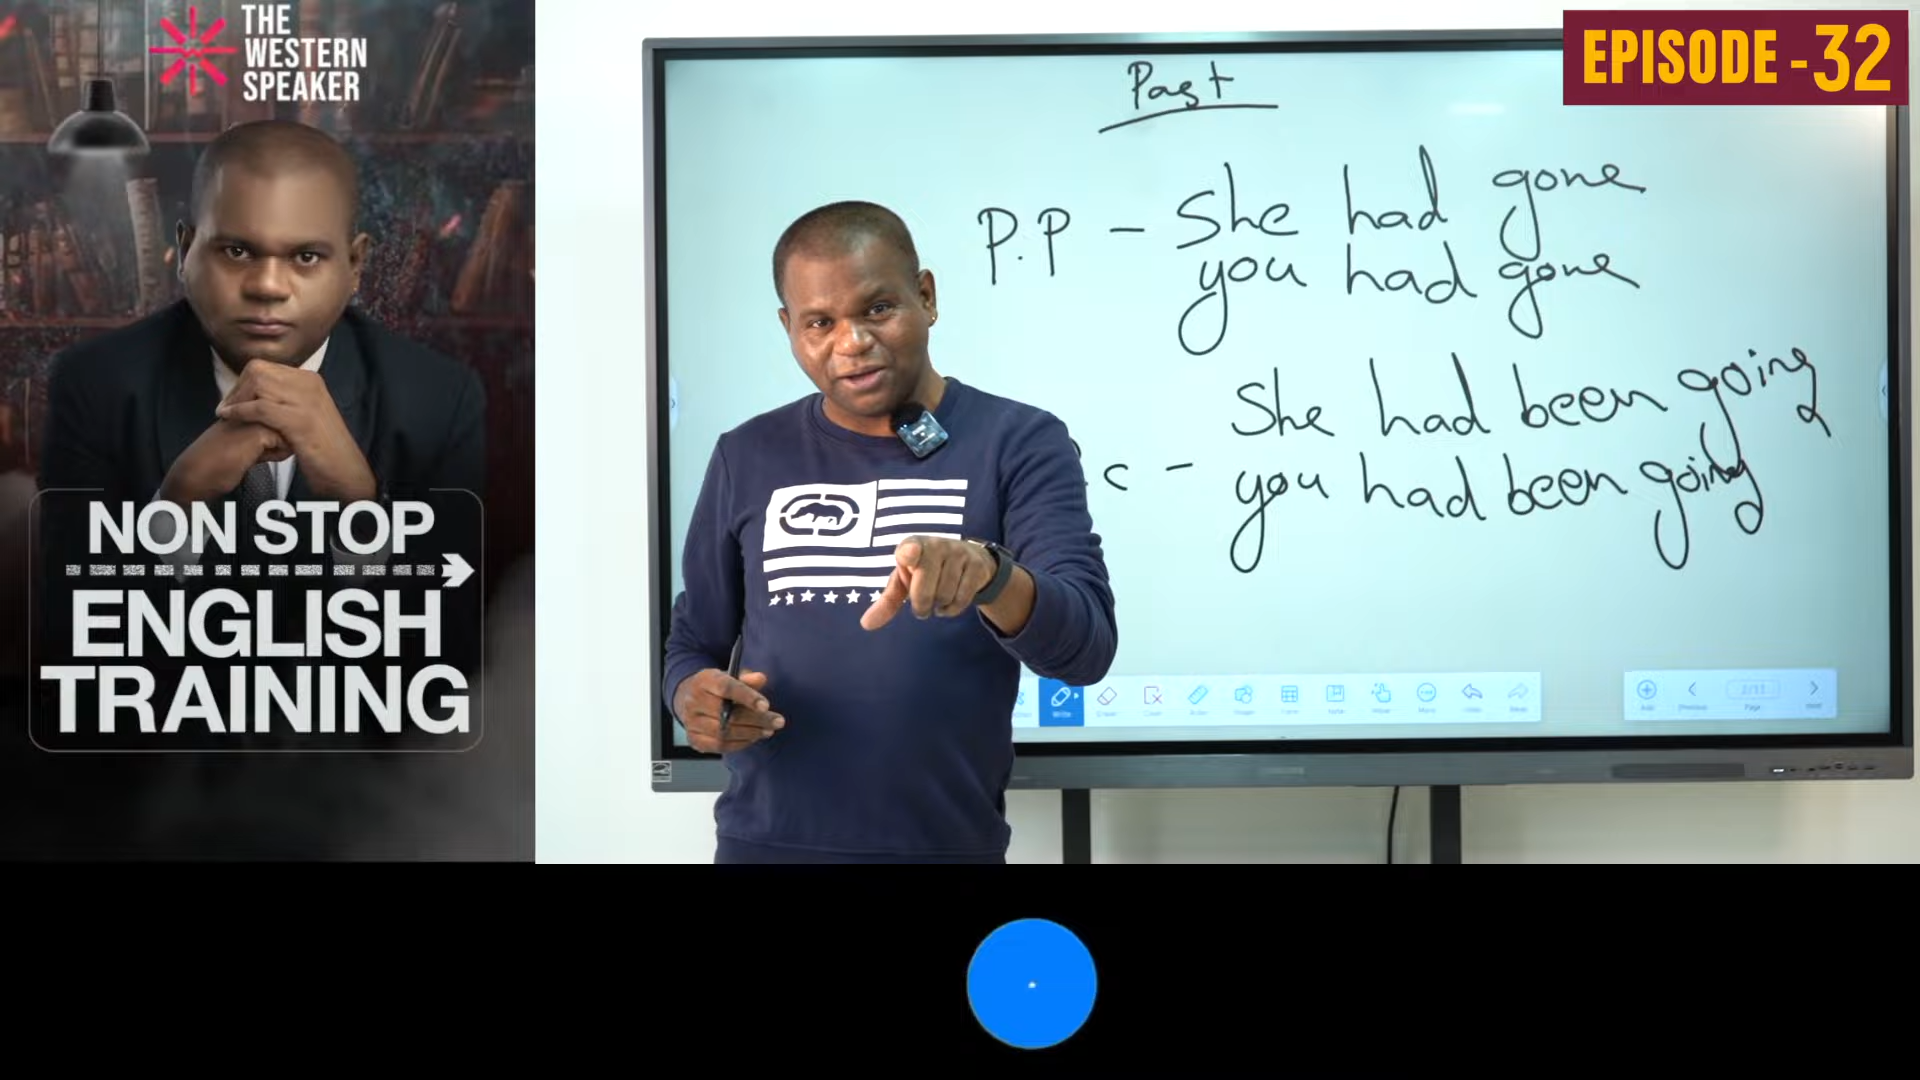 THE
WESTERN
SPEAKER
NON STOP
ENGLISH
TRAINING
EPISODE -32
Past
P.P - She had gone
you had gone
She had been going
.c - you had been going